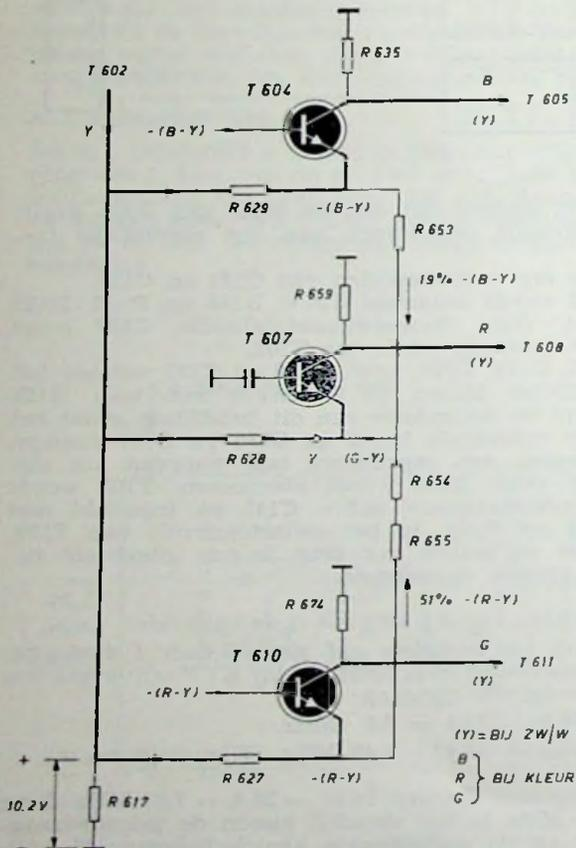 R 635
T 602
T 604
B
T 605
Y
-(B-Y)
(Y)
R 629
-(B-Y)
R 653
R 659
19% -(B-Y)
T 607
R
T 608
(Y)
R 628
Y
(G-Y)
R 654
R 655
R 674
51% -(R-Y)
T 610
G
T 611
-(R-Y)
(Y)
(Y) = BIJ ZW/W
R 627
-(R-Y)
B
R } BIJ KLEUR
G
+
10.2V
R 617
-